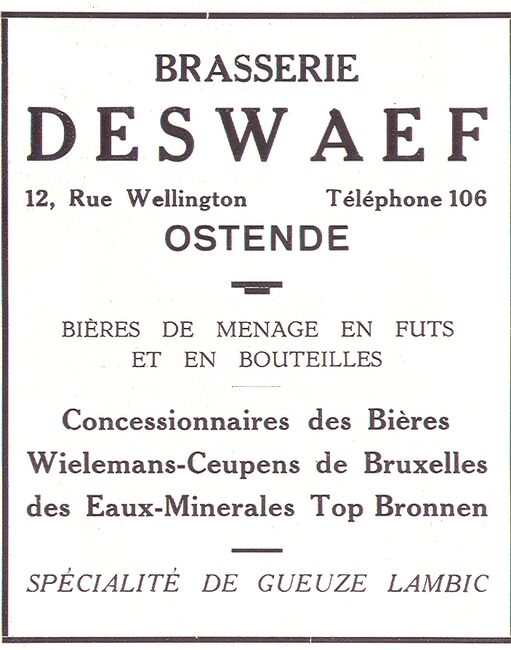 BRASSERIE
DESWAEF
12, Rue Wellington Téléphone 106
OSTENDE
BIÈRES DE MENAGE EN FUTS
ET EN BOUTEILLES
Concessionnaires des Bières
Wielemans-Ceupens de Bruxelles
des Eaux-Minerales Top Bronnen
SPÉCIALITÉ DE GUEUZE LAMBIC